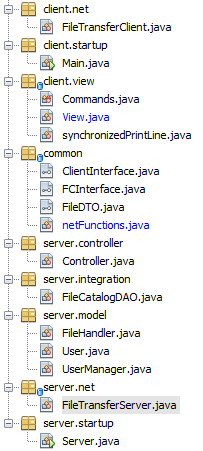 client.net
FileTransferClient.java
client.startup
Main.java
client.view
Commands.java
View.java
synchronizedPrintLine.java
common
ClientInterface.java
FCInterface.java
FileDTO.java
netFunctions.java
server.controller
Controller.java
server.integration
FileCatalogDAO.java
server.model
FileHandler.java
User.java
UserManager.java
server.net
FileTransferServer.java
server.startup
Server.java